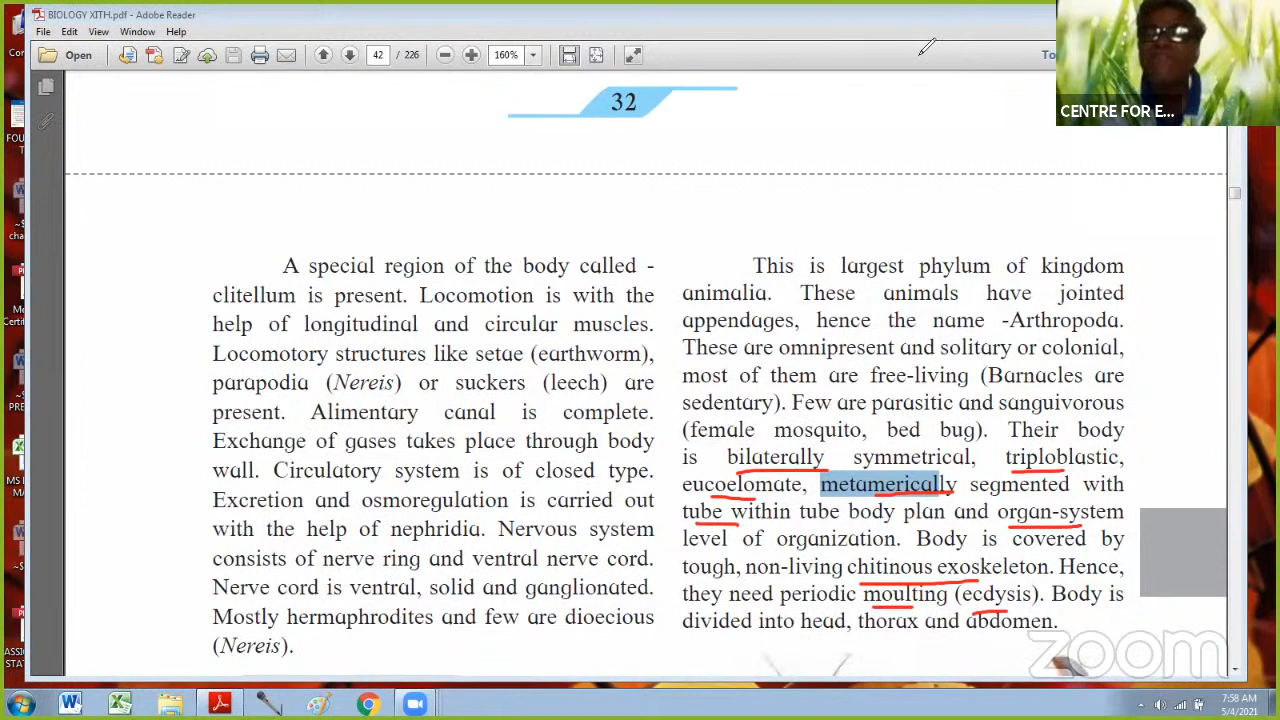 BIOLOGY XITH.pdf - Adobe Reader
File Edit View Window Help
Open 42 / 226 160%
CENTRE FOR E...
32
A special region of the body called -
clitellum is present. Locomotion is with the
help of longitudinal and circular muscles.
Locomotory structures like setae (earthworm),
parapodia (Nereis) or suckers (leech) are
present. Alimentary canal is complete.
Exchange of gases takes place through body
wall. Circulatory system is of closed type.
Excretion and osmoregulation is carried out
with the help of nephridia. Nervous system
consists of nerve ring and ventral nerve cord.
Nerve cord is ventral, solid and ganglionated.
Mostly hermaphrodites and few are dioecious
(Nereis).
This is largest phylum of kingdom
animalia. These animals have jointed
appendages, hence the name -Arthropoda.
These are omnipresent and solitary or colonial,
most of them are free-living (Barnacles are
sedentary). Few are parasitic and sanguivorous
(female mosquito, bed bug). Their body
is bilaterally symmetrical, triploblastic,
eucoelomate, metamerically segmented with
tube within tube body plan and organ-system
level of organization. Body is covered by
tough, non-living chitinous exoskeleton. Hence,
they need periodic moulting (ecdysis). Body is
divided into head, thorax and abdomen.
zoom
7:58 AM
5/4/2021